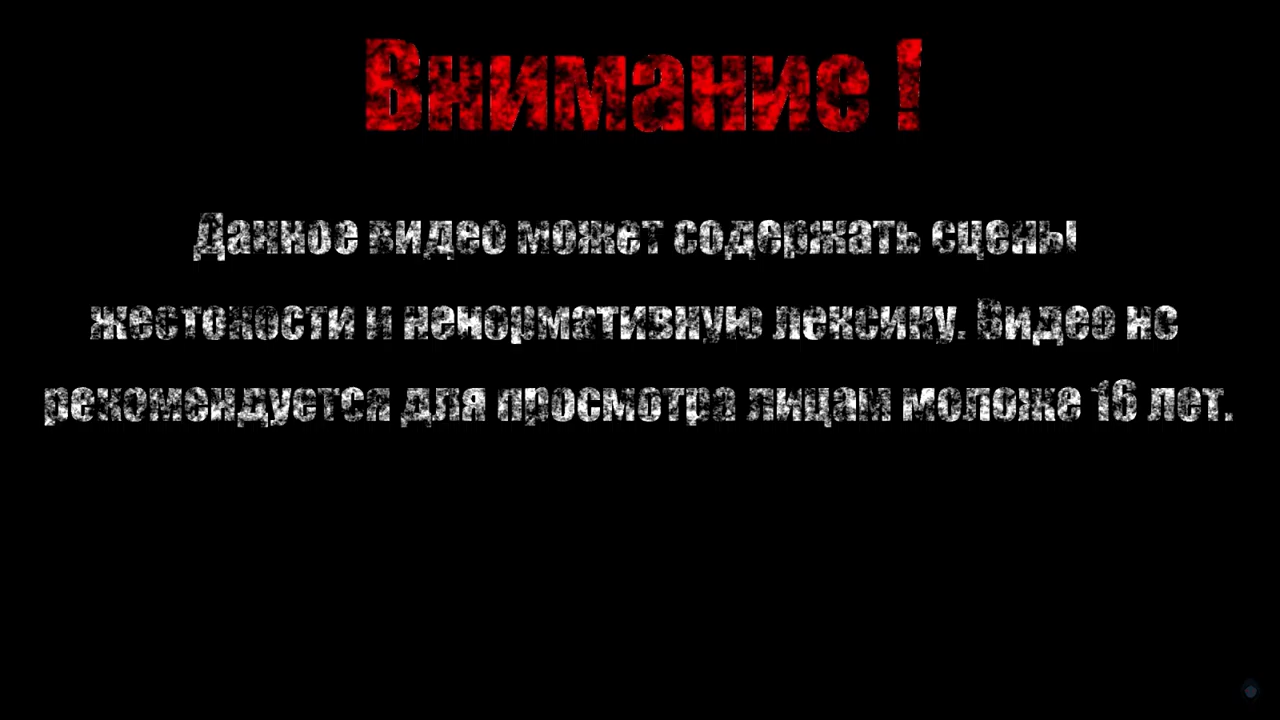 Внимание !
Данное видео может содержать сцены
жестокости и ненормативную лексику. Видео не
рекомендуется для просмотра лицам моложе 16 лет.